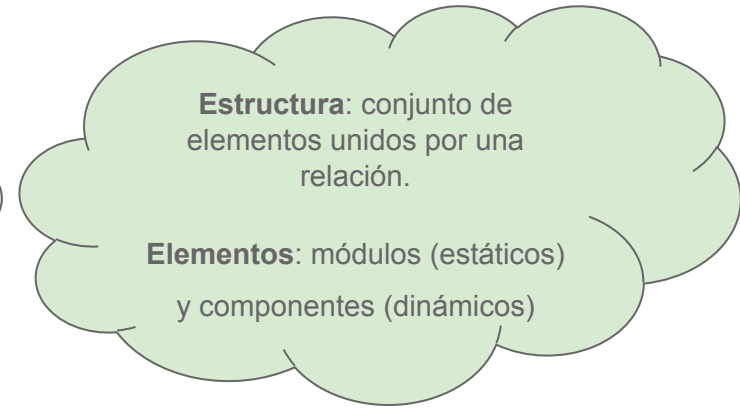 Estructura: conjunto de
elementos unidos por una
relación.
Elementos: módulos (estáticos)
y componentes (dinámicos)